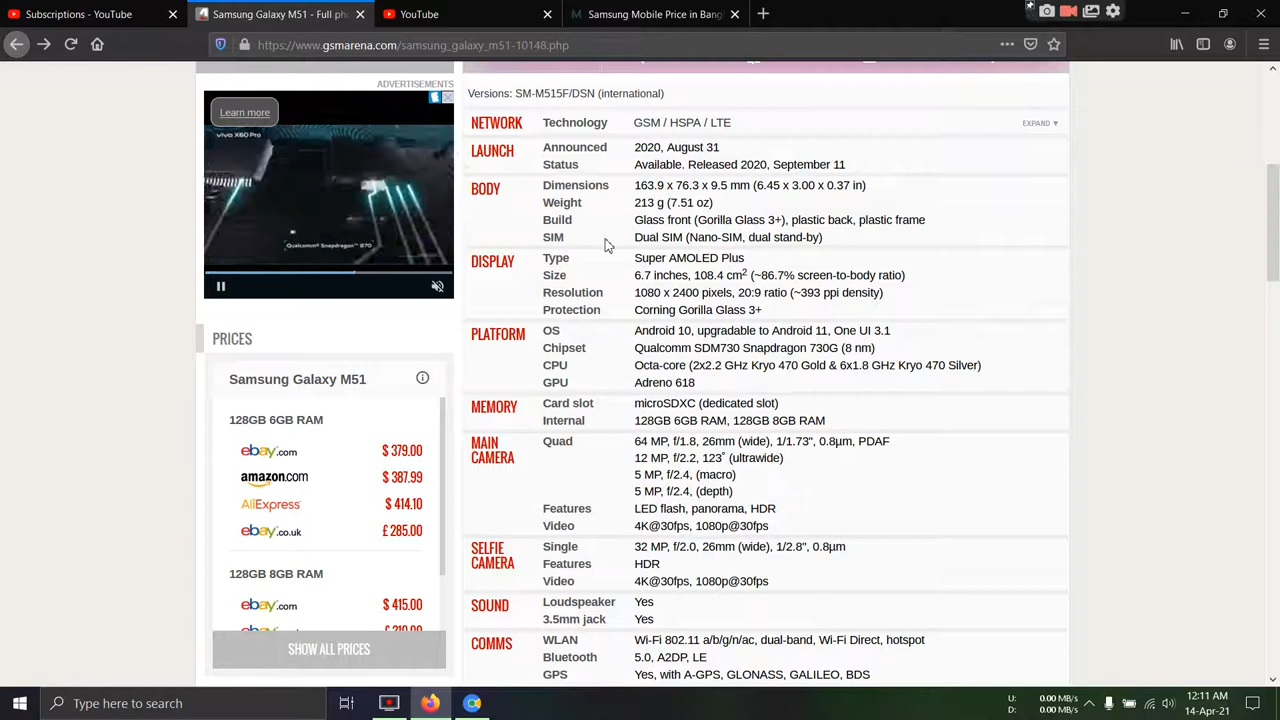 Subscriptions - YouTube
Samsung Galaxy M51 - Full pho
YouTube
Samsung Mobile Price in Bang
https://www.gsmarena.com/samsung_galaxy_m51-10148.php
ADVERTISEMENTS
Learn more
vivo X60 Pro
Qualcomm® Snapdragon™ 870
PRICES
Samsung Galaxy M51
128GB 6GB RAM
ebay.com $ 379.00
amazon.com $ 387.99
AliExpress $ 414.10
ebay.co.uk £ 285.00
128GB 8GB RAM
ebay.com $ 415.00
SHOW ALL PRICES
Versions: SM-M515F/DSN (international)
NETWORK Technology GSM / HSPA / LTE EXPAND ▼
LAUNCH Announced 2020, August 31
Status Available. Released 2020, September 11
BODY Dimensions 163.9 x 76.3 x 9.5 mm (6.45 x 3.00 x 0.37 in)
Weight 213 g (7.51 oz)
Build Glass front (Gorilla Glass 3+), plastic back, plastic frame
SIM Dual SIM (Nano-SIM, dual stand-by)
DISPLAY Type Super AMOLED Plus
Size 6.7 inches, 108.4 cm2 (~86.7% screen-to-body ratio)
Resolution 1080 x 2400 pixels, 20:9 ratio (~393 ppi density)
Protection Corning Gorilla Glass 3+
PLATFORM OS Android 10, upgradable to Android 11, One UI 3.1
Chipset Qualcomm SDM730 Snapdragon 730G (8 nm)
CPU Octa-core (2x2.2 GHz Kryo 470 Gold & 6x1.8 GHz Kryo 470 Silver)
GPU Adreno 618
MEMORY Card slot microSDXC (dedicated slot)
Internal 128GB 6GB RAM, 128GB 8GB RAM
MAIN CAMERA Quad 64 MP, f/1.8, 26mm (wide), 1/1.73", 0.8µm, PDAF
12 MP, f/2.2, 123˚ (ultrawide)
5 MP, f/2.4, (macro)
5 MP, f/2.4, (depth)
Features LED flash, panorama, HDR
Video 4K@30fps, 1080p@30fps
SELFIE CAMERA Single 32 MP, f/2.0, 26mm (wide), 1/2.8", 0.8µm
Features HDR
Video 4K@30fps, 1080p@30fps
SOUND Loudspeaker Yes
3.5mm jack Yes
COMMS WLAN Wi-Fi 802.11 a/b/g/n/ac, dual-band, Wi-Fi Direct, hotspot
Bluetooth 5.0, A2DP, LE
GPS Yes, with A-GPS, GLONASS, GALILEO, BDS
Type here to search
U: 0.00 MB/s
D: 0.00 MB/s
12:11 AM
14-Apr-21